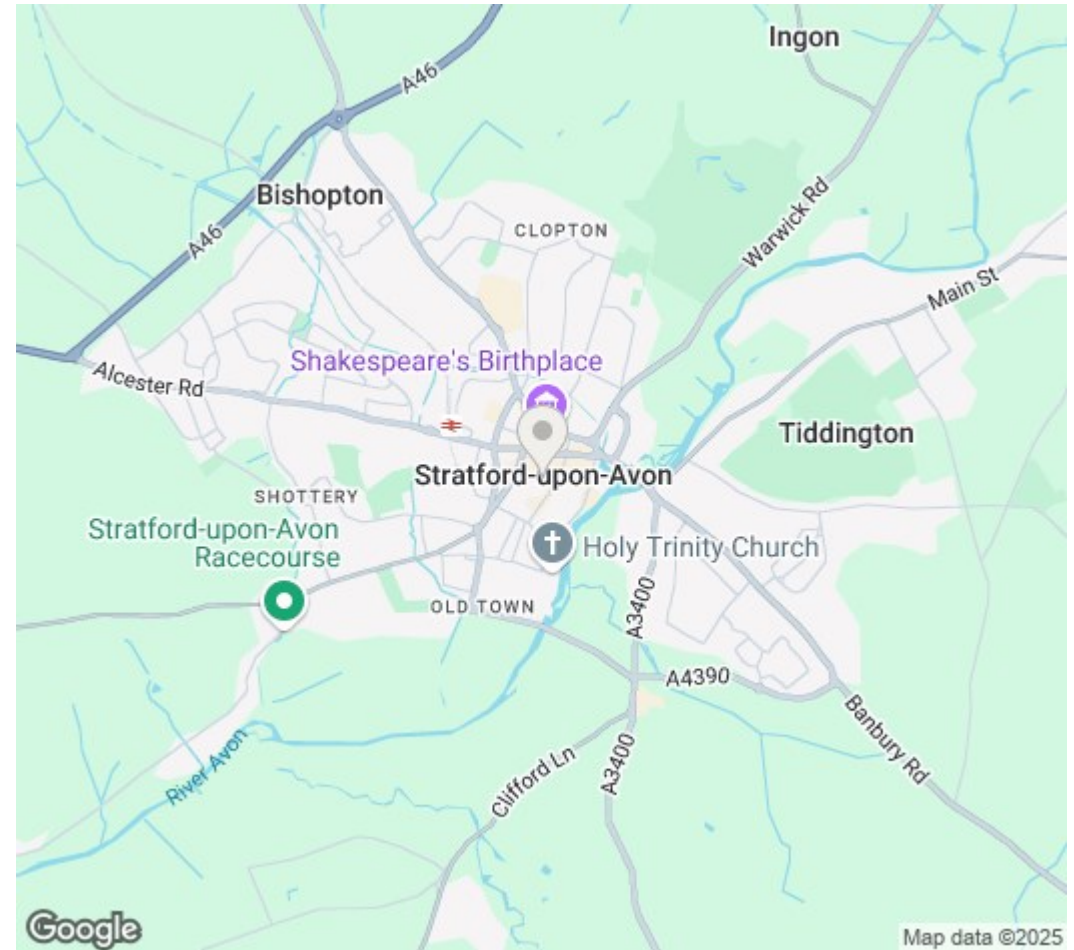 Ingon
A46
Bishopton
CLOPTON
A46
Warwick Rd
Main St
Shakespeare's Birthplace
Alcester Rd
Tiddington
Stratford-upon-Avon
SHOTTERY
Stratford-upon-Avon
Racecourse
Holy Trinity Church
OLD TOWN
A3400
A4390
Banbury Rd
River Avon
Clifford Ln
A3400
Google
Map data ©2025